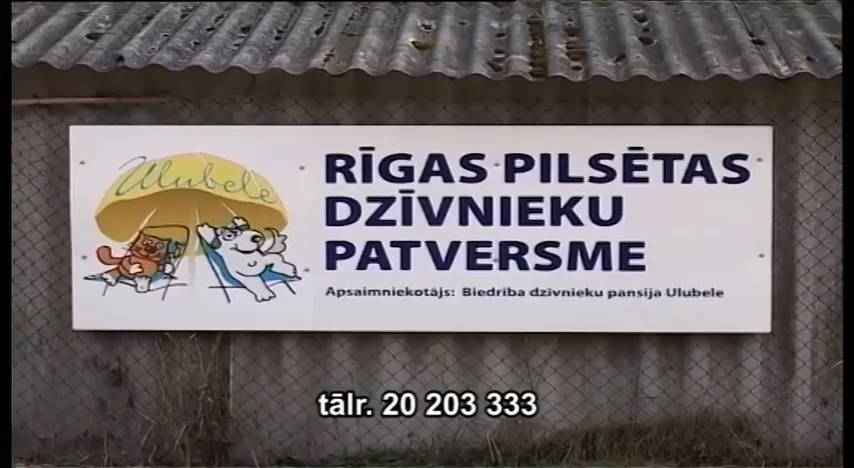 Ulubele
RĪGAS PILSĒTAS
DZĪVNIEKU
PATVERSME
Apsaimniekotājs: Biedrība dzīvnieku pansija Ulubele
tālr. 20 203 333